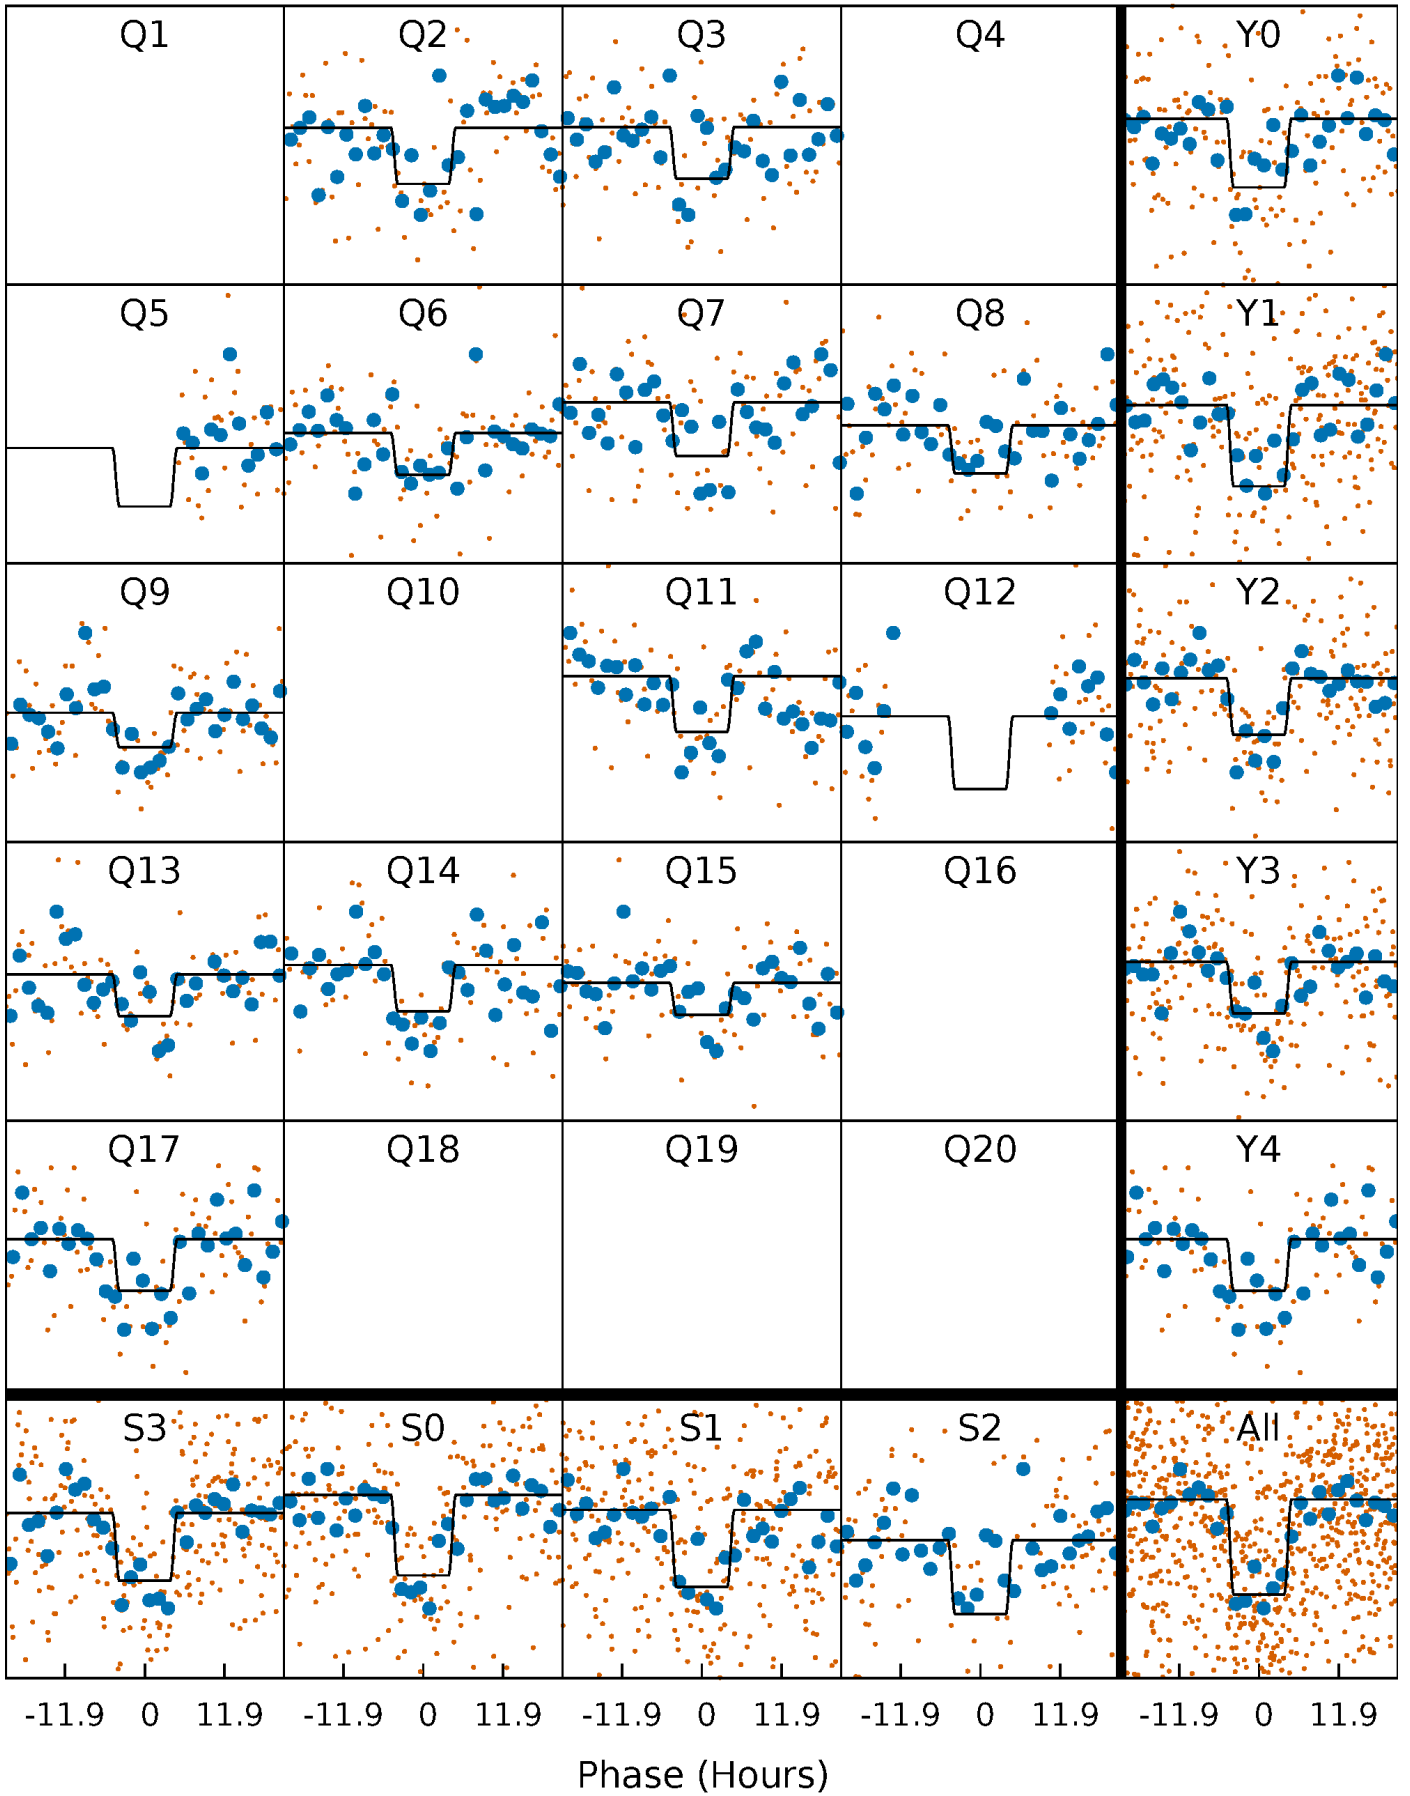 Q1 Q2 Q3 Q4 Y0
Q5 Q6 Q7 Q8 Y1
Q9 Q10 Q11 Q12 Y2
Q13 Q14 Q15 Q16 Y3
Q17 Q18 Q19 Q20 Y4
S3 S0 S1 S2 All
-11.9 0 11.9 -11.9 0 11.9 -11.9 0 11.9 -11.9 0 11.9 -11.9 0 11.9
Phase (Hours)